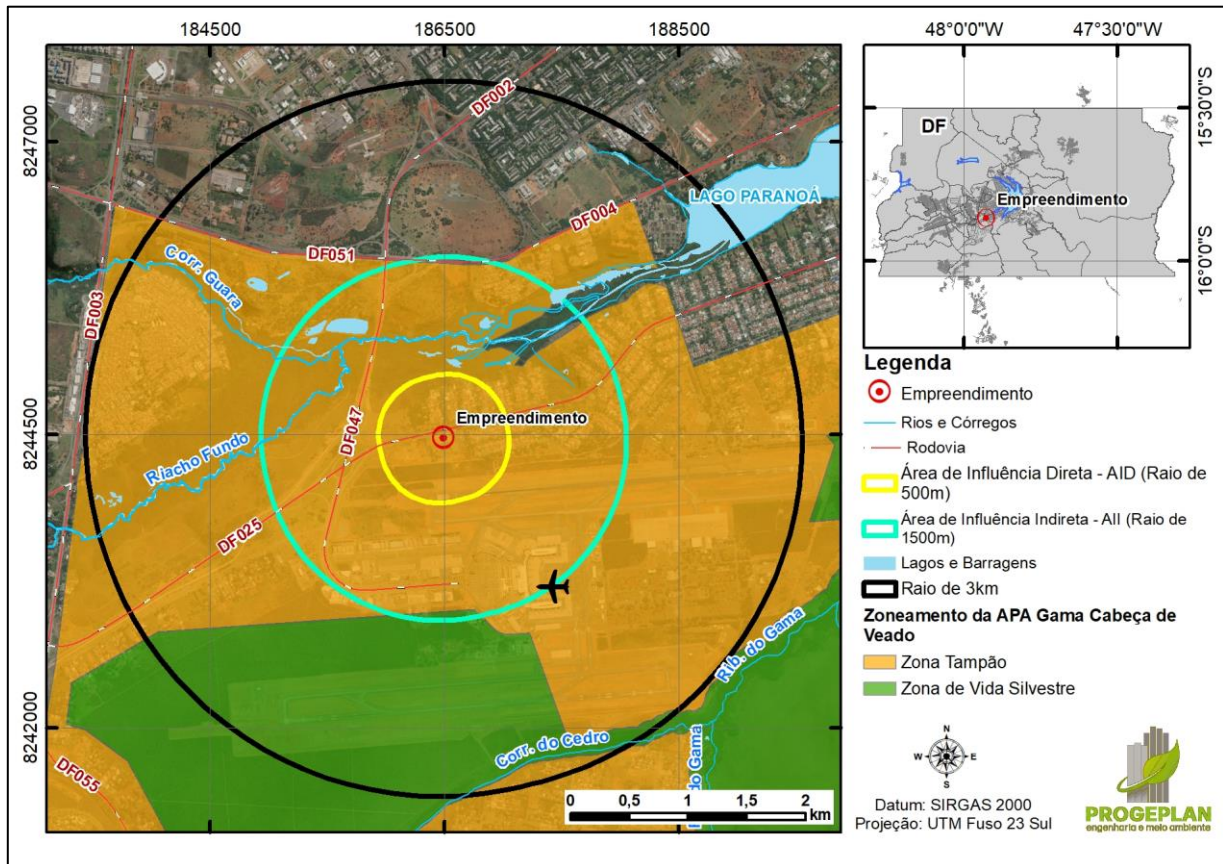 184500
186500
188500
8247000
8244500
8242000
DF002
LAGO PARANOÁ
DF004
DF051
Corr. Guara
DF003
Empreendimento
DF047
Riacho Fundo
DF025
Rib. do Gama
Corr. do Cedro
do Gama
DF055
0 0,5 1 1,5 2
km
48°0'0"W
47°30'0"W
15°30'0"S
16°0'0"S
DF
Empreendimento
Legenda
Empreendimento
Rios e Córregos
Rodovia
Área de Influência Direta - AID (Raio de
500m)
Área de Influência Indireta - AII (Raio de
1500m)
Lagos e Barragens
Raio de 3km
Zoneamento da APA Gama Cabeça de
Veado
Zona Tampão
Zona de Vida Silvestre
N
W
E
S
Datum: SIRGAS 2000
Projeção: UTM Fuso 23 Sul
PROGEPLAN
engenharia e meio ambiente